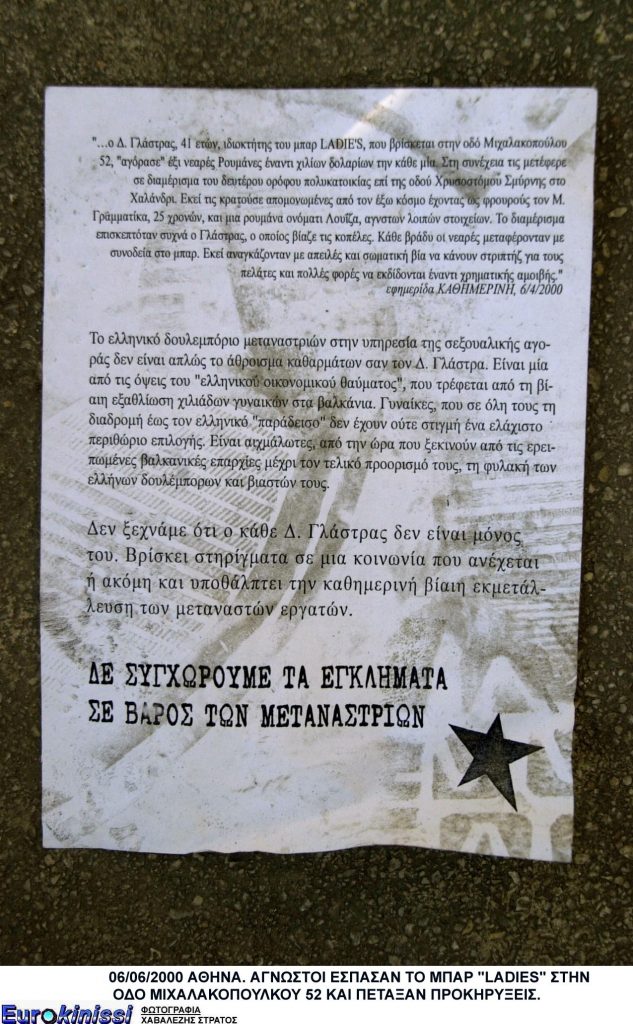 "...ο Δ. Γλάστρας, 41 ετών, ιδιοκτήτης του μπαρ LADIE'S, που βρίσκεται στην οδό Μιχαλακοπούλου
52, "αγόρασε" έξι νεαρές Ρουμάνες έναντι χιλίων δολαρίων την κάθε μία. Στη συνέχεια τις μετέφερε
σε διαμέρισμα του δευτέρου ορόφου πολυκατοικίας επί της οδού Χρυσοστόμου Σμύρνης στο
Χαλάνδρι. Εκεί τις κρατούσε απομονωμένες από τον έξω κόσμο έχοντας ως φρουρούς τον Μ.
Γραμματικα, 25 χρονών, και μια ρουμάνα ονόματι Λουΐζα, αγνστων λοιπών στοιχείων. Το διαμέρισμα
επισκεπτόταν συχνά ο Γλάστρας, ο οποίος βίαζε τις κοπέλες. Κάθε βράδυ οι νεαρές μεταφέρονταν με
συνοδεία στο μπαρ. Εκεί αναγκάζονταν με απειλές και σωματική βία να κάνουν στριπτήζ για τους
πελάτες και πολλές φορές να εκδίδονται έναντι χρηματικής αμοιβής."
εφημερίδα ΚΑΘΗΜΕΡΙΝΗ, 6/4/2000
Το ελληνικό δουλεμπόριο μεταναστριών στην υπηρεσία της σεξουαλικής αγο-
ράς δεν είναι απλώς το άθροισμα καθαρμάτων σαν τον Δ. Γλάστρα. Είναι μία
από τις όψεις του "ελληνικού οικονομικού θαύματος", που τρέφεται από τη βί-
αιη εξαθλίωση χιλιάδων γυναικών στα βαλκάνια. Γυναίκες, που σε όλη τους τη
διαδρομή έως τον ελληνικό "παράδεισο" δεν έχουν ούτε στιγμή ένα ελάχιστο
περιθώριο επιλογής. Είναι αιχμάλωτες, από την ώρα που ξεκινούν από τις ερει-
πωμένες βαλκανικές επαρχίες μέχρι τον τελικό προορισμό τους, τη φυλακή των
ελλήνων δουλέμπορων και βιαστών τους.
Δεν ξεχνάμε ότι ο κάθε Δ. Γλάστρας δεν είναι μόνος
του. Βρίσκει στηρίγματα σε μια κοινωνία που ανέχεται
ή ακόμη και υποθάλπτει την καθημερινή βίαιη εκμετάλ-
λευση των μεταναστών εργατών.
ΔΕ ΣΥΓΧΩΡΟΥΜΕ ΤΑ ΕΓΚΛΗΜΑΤΑ
ΣΕ ΒΑΡΟΣ ΤΩΝ ΜΕΤΑΝΑΣΤΡΙΩΝ
06/06/2000 ΑΘΗΝΑ. ΑΓΝΩΣΤΟΙ ΕΣΠΑΣΑΝ ΤΟ ΜΠΑΡ "LADIES" ΣΤΗΝ
ΟΔΟ ΜΙΧΑΛΑΚΟΠΟΥΛΚΟΥ 52 ΚΑΙ ΠΕΤΑΞΑΝ ΠΡΟΚΗΡΥΞΕΙΣ.
Eurokinissi
ΦΩΤΟΓΡΑΦΙΑ
ΧΑΒΑΛΕΖΗΣ ΣΤΡΑΤΟΣ